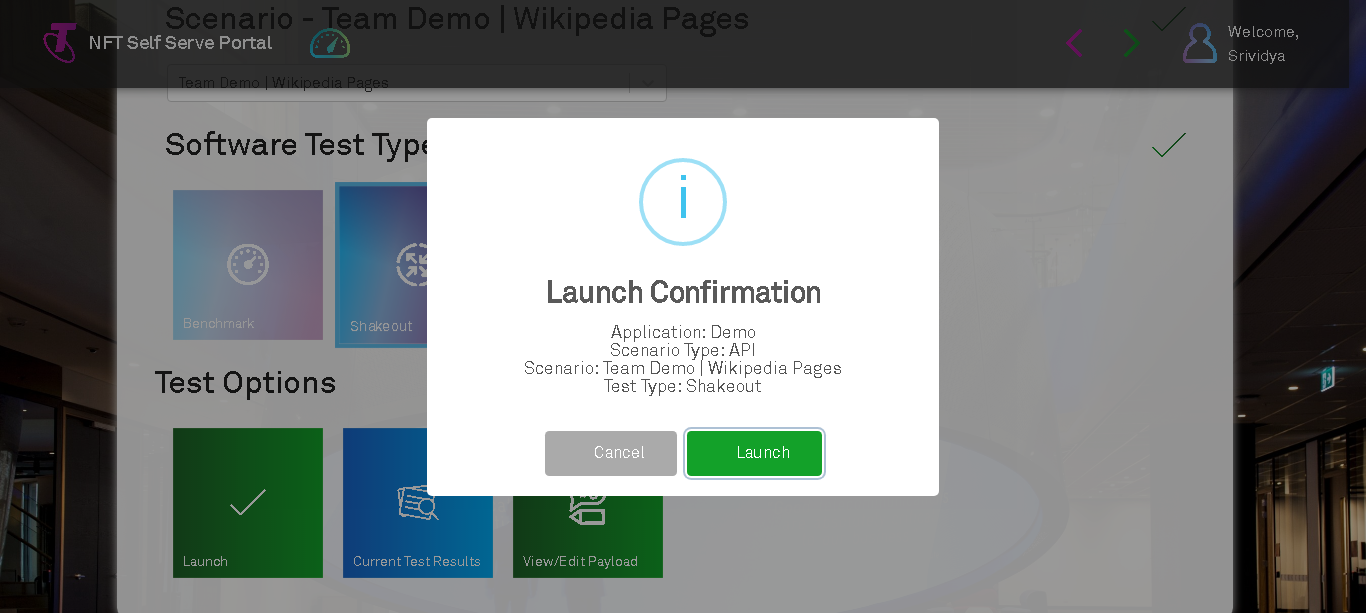 Scenario - Team Demo | Wikipedia Pages
NFT Self Serve Portal
Welcome,
Srividya
Team Demo | Wikipedia Pages
Software Test Type
Benchmark
Shakeout
Launch Confirmation
Application: Demo
Scenario Type: API
Scenario: Team Demo | Wikipedia Pages
Test Type: Shakeout
Cancel
Launch
Test Options
Launch
Current Test Results
View/Edit Payload